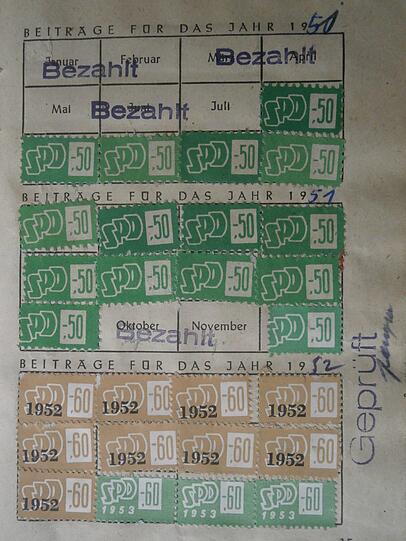 BEITRÄGE FÜR DAS JAHR 1950
Januar Februar April
Bezahlt Bezahlt
Mai Juli
Bezahlt
SPD -.50
SPD -.50 SPD -.50 SPD -.50 SPD -.50
BEITRÄGE FÜR DAS JAHR 1951
SPD -.50 SPD -.50 SPD -.50 SPD -.50
SPD -.50 SPD -.50 SPD -.50 SPD -.50
SPD -.50 Oktober November SPD -.50
Bezahlt
BEITRÄGE FÜR DAS JAHR 1952
SPD 1952 -.60 SPD 1952 -.60 SPD 1952 -.60 SPD 1952 -.60
SPD 1952 -.60 SPD 1952 -.60 SPD 1952 -.60 SPD 1952 -.60
SPD 1952 -.60 SPD 1953 -.60 SPD 1953 -.60 SPD 1953 -.60
Geprüft